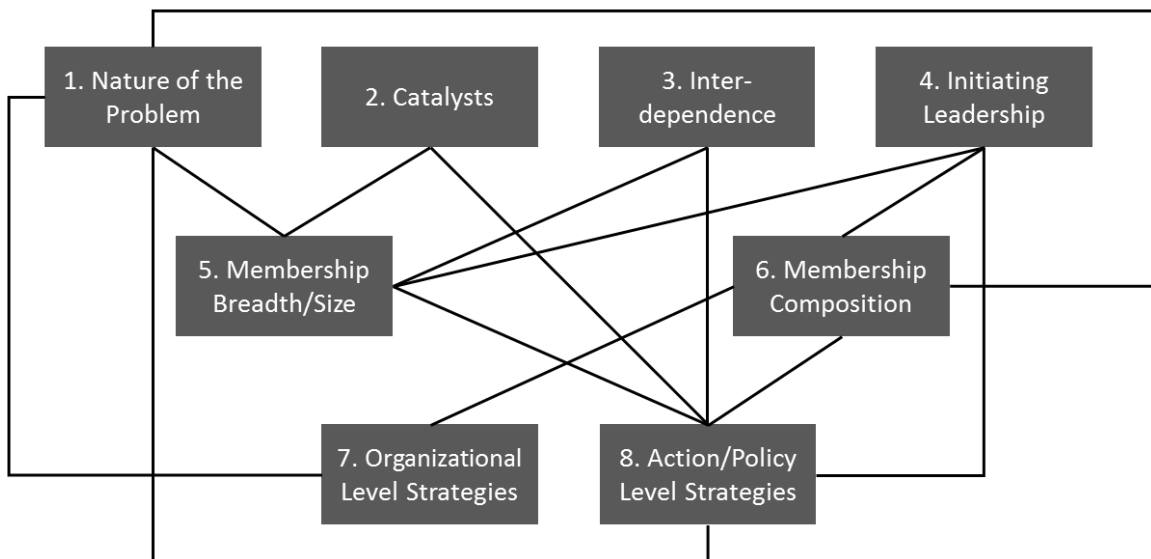 1. Nature of the
Problem
2. Catalysts
3. Inter-
dependence
4. Initiating
Leadership
5. Membership
Breadth/Size
6. Membership
Composition
7. Organizational
Level Strategies
8. Action/Policy
Level Strategies